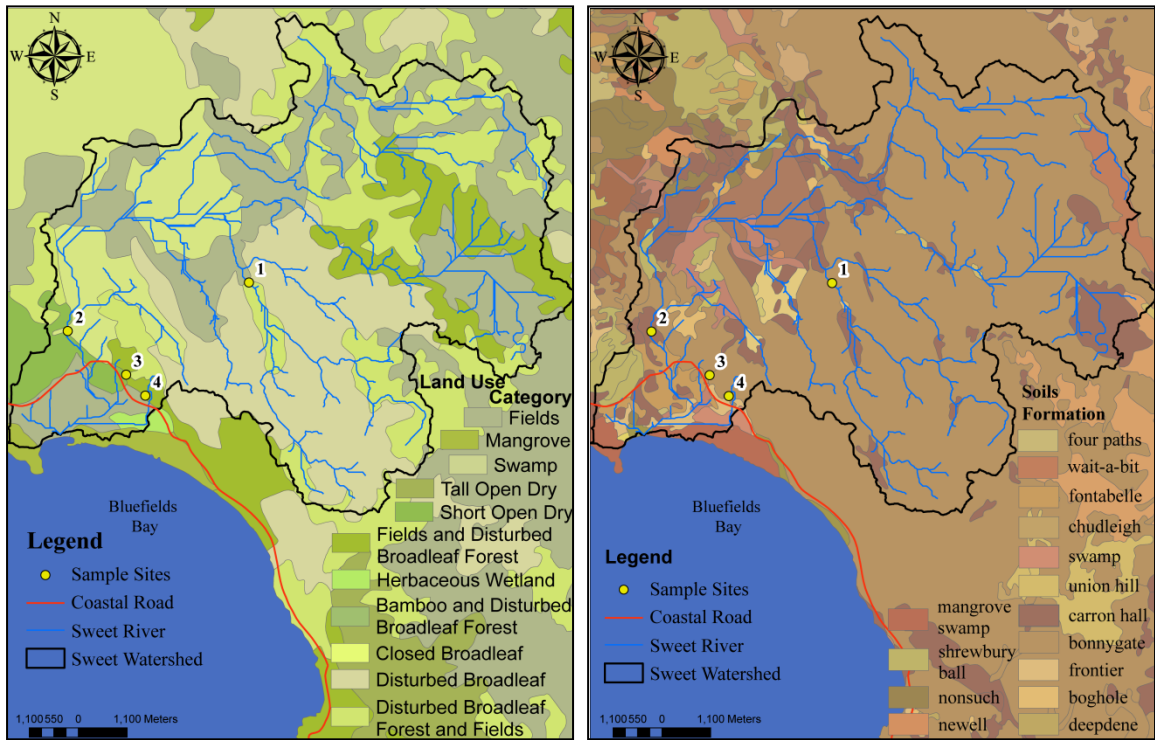 N
W E
S
1
2
3
4
Land Use
Category
Fields
Mangrove
Swamp
Tall Open Dry
Short Open Dry
Fields and Disturbed
Broadleaf Forest
Herbaceous Wetland
Bamboo and Disturbed
Broadleaf Forest
Closed Broadleaf
Disturbed Broadleaf
Disturbed Broadleaf
Forest and Fields
Bluefields
Bay
Legend
Sample Sites
Coastal Road
Sweet River
Sweet Watershed
1,100 550 0 1,100 Meters
N
W E
S
1
2
3
4
Soils
Formation
four paths
wait-a-bit
fontabelle
chudleigh
swamp
union hill
carron hall
bonnygate
frontier
boghole
deepdene
mangrove
swamp
shrewbury
ball
nonsuch
newell
Bluefields
Bay
Legend
Sample Sites
Coastal Road
Sweet River
Sweet Watershed
1,100 550 0 1,100 Meters